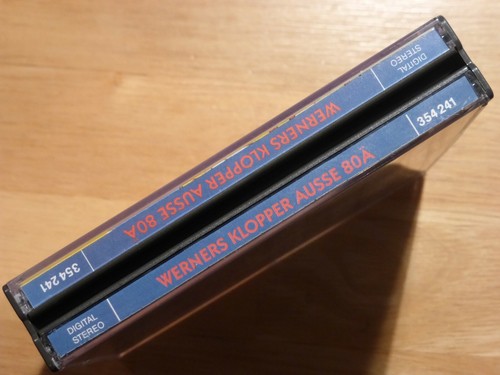 DIGITAL
STEREO
WERNERS KLOPPER AUSSE 80Ä
354 241
DIGITAL
STEREO
WERNERS KLOPPER AUSSE 80Ä
354 241